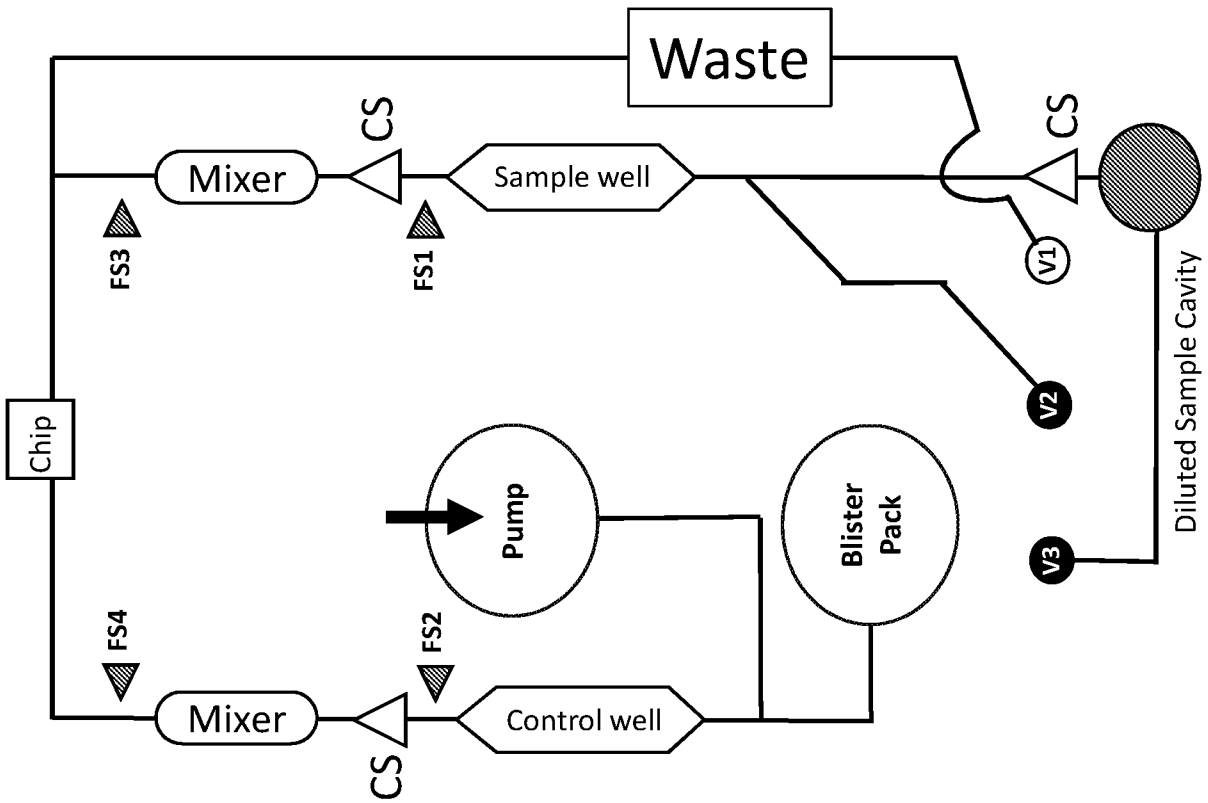 Waste
CS
CS
Mixer
Sample well
FS3
FS1
V1
Chip
V2
Diluted Sample Cavity
Pump
Blister
Pack
V3
FS4
FS2
Mixer
Control well
CS